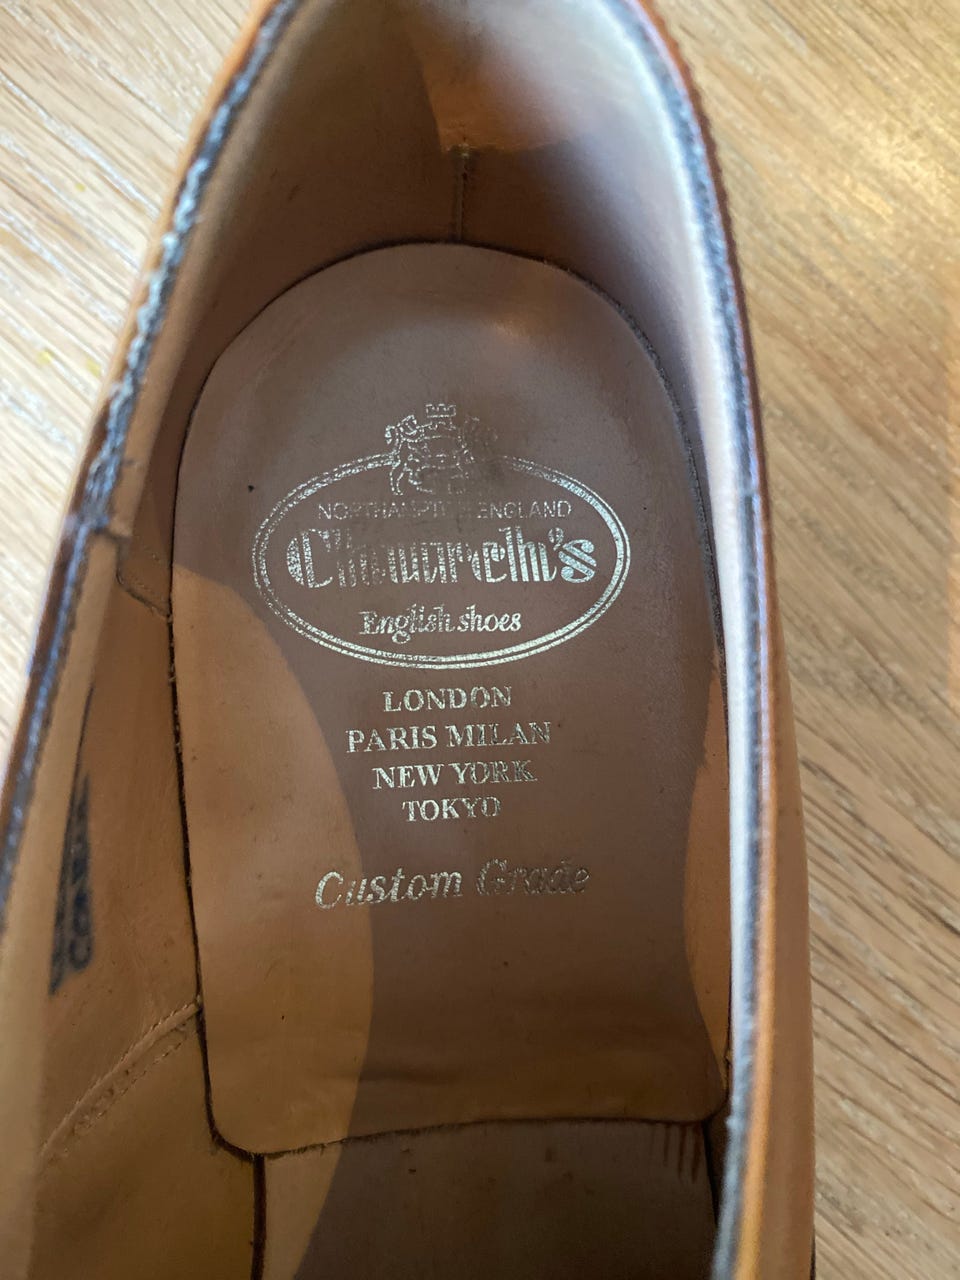 NORTHAMPTON ENGLAND
Church's
English shoes
LONDON
PARIS MILAN
NEW YORK
TOKYO
Custom Grade